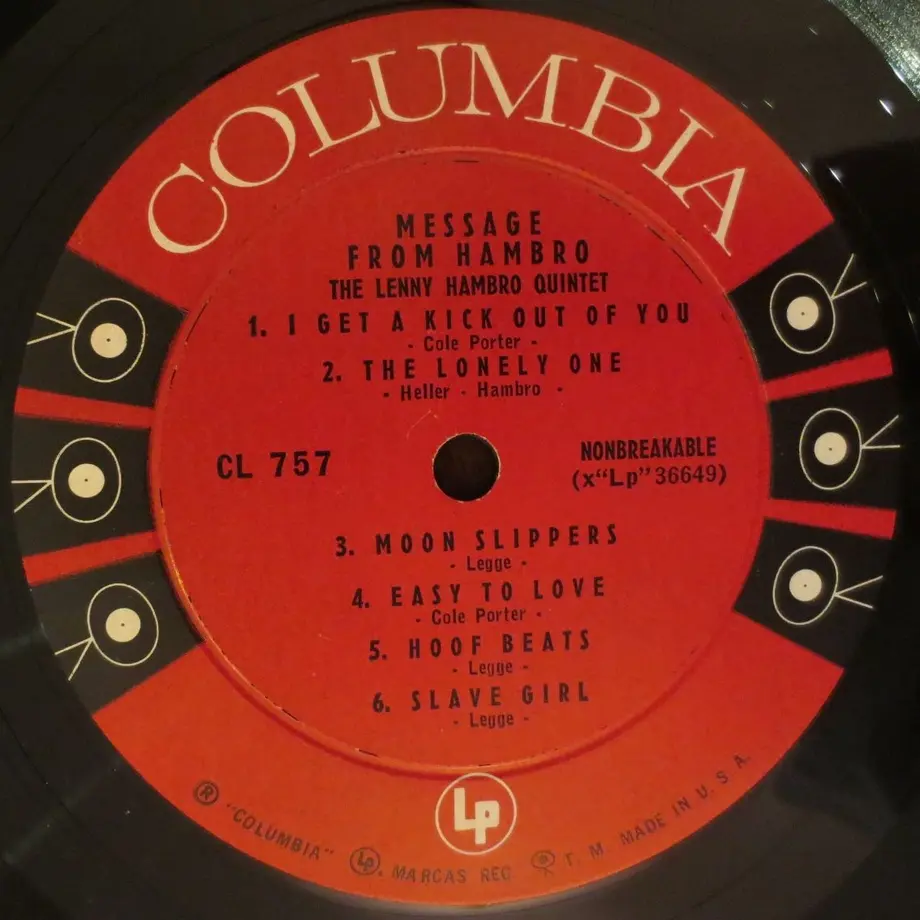 COLUMBIA
MESSAGE
FROM HAMBRO
THE LENNY HAMBRO QUINTET
1. I GET A KICK OUT OF YOU
- Cole Porter -
2. THE LONELY ONE
- Heller - Hambro -
CL 757
NONBREAKABLE
(x“Lp” 36649)
3. MOON SLIPPERS
- Legge -
4. EASY TO LOVE
- Cole Porter -
5. HOOF BEATS
- Legge -
6. SLAVE GIRL
- Legge -
LP
® "COLUMBIA" LP. MARCAS REG. T. M. MADE IN U. S. A.